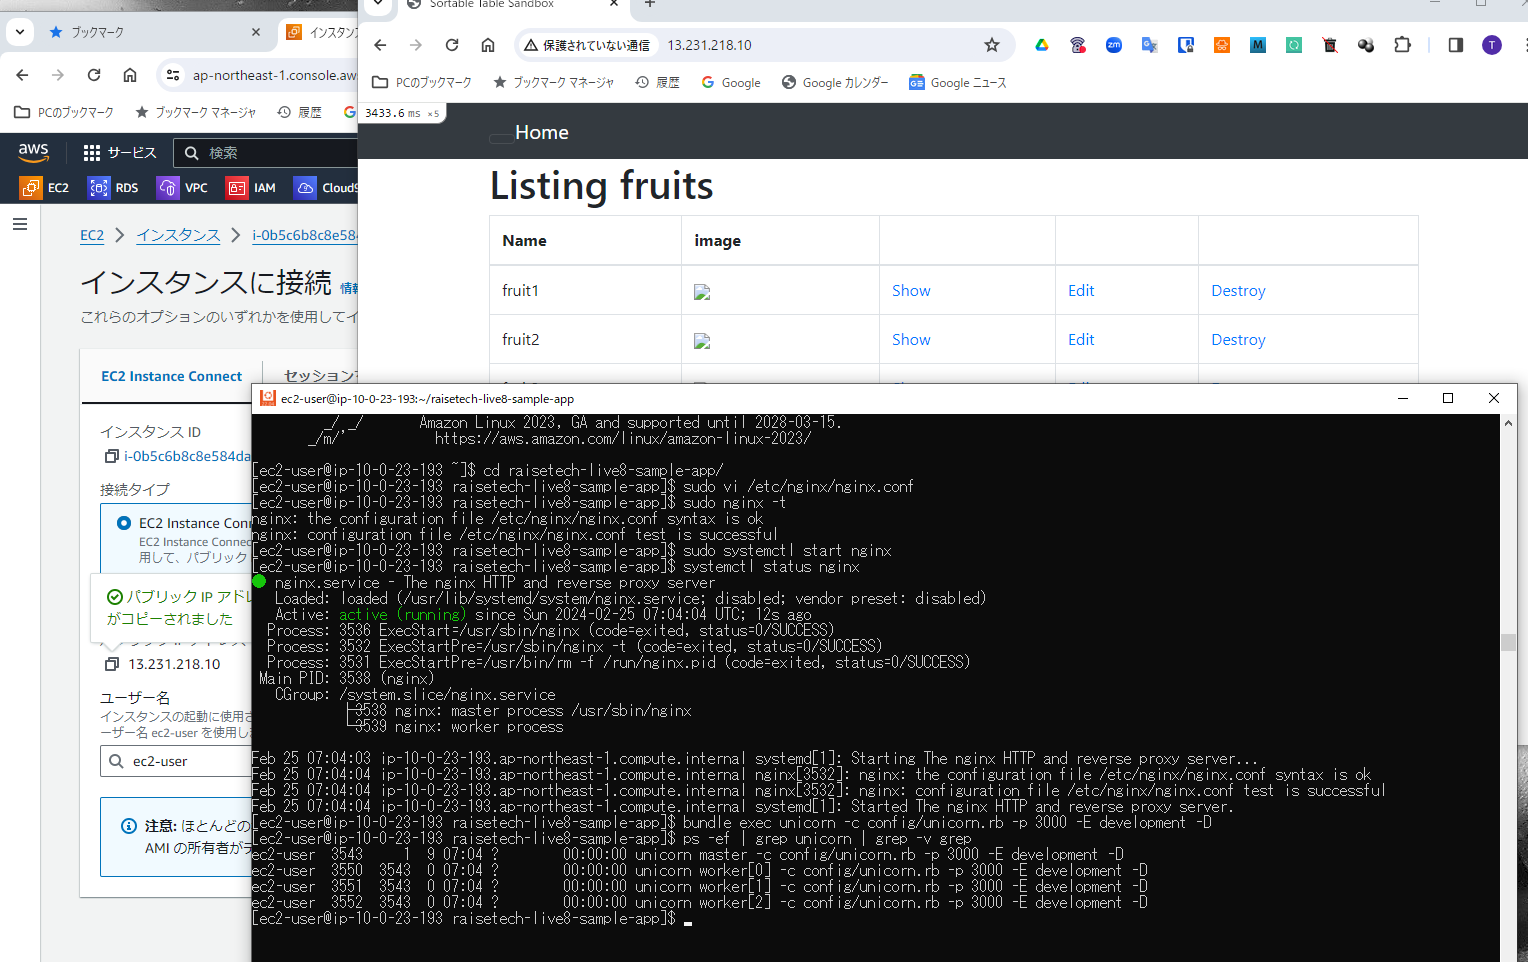 ブックマーク
インスタンス
ap-northeast-1.console.aw
PCのブックマーク
ブックマーク マネージャ
履歴
aws
サービス
検索
EC2
RDS
VPC
IAM
Cloud9
EC2
インスタンス
i-0b5c6b8c8e584
インスタンスに接続
情報
これらのオプションのいずれかを使用してイ
EC2 Instance Connect
セッション
インスタンス ID
i-0b5c6b8c8e584da
接続タイプ
EC2 Instance Conn
EC2 Instance Connec
用して、パブリック
パブリック IP アドレ
がコピーされました
13.231.218.10
ユーザー名
インスタンスの起動に使用さ
ーザー名 ec2-user を使用し
ec2-user
注意: ほとんどの
AMI の所有者がデ
Sortable Table Sandbox
保護されていない通信
13.231.218.10
zm
M
T
PCのブックマーク
ブックマーク マネージャ
履歴
Google
Google カレンダー
Google ニュース
3433.6 ms ×5
Home
Listing fruits
Name image
fruit1 Show Edit Destroy
fruit2 Show Edit Destroy
ec2-user@ip-10-0-23-193:~/raisetech-live8-sample-app
_/ _/ Amazon Linux 2023, GA and supported until 2028-03-15.
_/m/' https://aws.amazon.com/linux/amazon-linux-2023/
[ec2-user@ip-10-0-23-193 ~]$ cd raisetech-live8-sample-app/
[ec2-user@ip-10-0-23-193 raisetech-live8-sample-app]$ sudo vi /etc/nginx/nginx.conf
[ec2-user@ip-10-0-23-193 raisetech-live8-sample-app]$ sudo nginx -t
nginx: the configuration file /etc/nginx/nginx.conf syntax is ok
nginx: configuration file /etc/nginx/nginx.conf test is successful
[ec2-user@ip-10-0-23-193 raisetech-live8-sample-app]$ sudo systemctl start nginx
[ec2-user@ip-10-0-23-193 raisetech-live8-sample-app]$ systemctl status nginx
● nginx.service - The nginx HTTP and reverse proxy server
Loaded: loaded (/usr/lib/systemd/system/nginx.service; disabled; vendor preset: disabled)
Active: active (running) since Sun 2024-02-25 07:04:04 UTC; 12s ago
Process: 3536 ExecStart=/usr/sbin/nginx (code=exited, status=0/SUCCESS)
Process: 3532 ExecStartPre=/usr/sbin/nginx -t (code=exited, status=0/SUCCESS)
Process: 3531 ExecStartPre=/usr/bin/rm -f /run/nginx.pid (code=exited, status=0/SUCCESS)
Main PID: 3538 (nginx)
CGroup: /system.slice/nginx.service
├─3538 nginx: master process /usr/sbin/nginx
└─3539 nginx: worker process
Feb 25 07:04:03 ip-10-0-23-193.ap-northeast-1.compute.internal systemd[1]: Starting The nginx HTTP and reverse proxy server...
Feb 25 07:04:04 ip-10-0-23-193.ap-northeast-1.compute.internal nginx[3532]: nginx: the configuration file /etc/nginx/nginx.conf syntax is ok
Feb 25 07:04:04 ip-10-0-23-193.ap-northeast-1.compute.internal nginx[3532]: nginx: configuration file /etc/nginx/nginx.conf test is successful
Feb 25 07:04:04 ip-10-0-23-193.ap-northeast-1.compute.internal systemd[1]: Started The nginx HTTP and reverse proxy server.
[ec2-user@ip-10-0-23-193 raisetech-live8-sample-app]$ bundle exec unicorn -c config/unicorn.rb -p 3000 -E development -D
[ec2-user@ip-10-0-23-193 raisetech-live8-sample-app]$ ps -ef | grep unicorn | grep -v grep
ec2-user 3543 1 9 07:04 ? 00:00:00 unicorn master -c config/unicorn.rb -p 3000 -E development -D
ec2-user 3550 3543 0 07:04 ? 00:00:00 unicorn worker[0] -c config/unicorn.rb -p 3000 -E development -D
ec2-user 3551 3543 0 07:04 ? 00:00:00 unicorn worker[1] -c config/unicorn.rb -p 3000 -E development -D
ec2-user 3552 3543 0 07:04 ? 00:00:00 unicorn worker[2] -c config/unicorn.rb -p 3000 -E development -D
[ec2-user@ip-10-0-23-193 raisetech-live8-sample-app]$